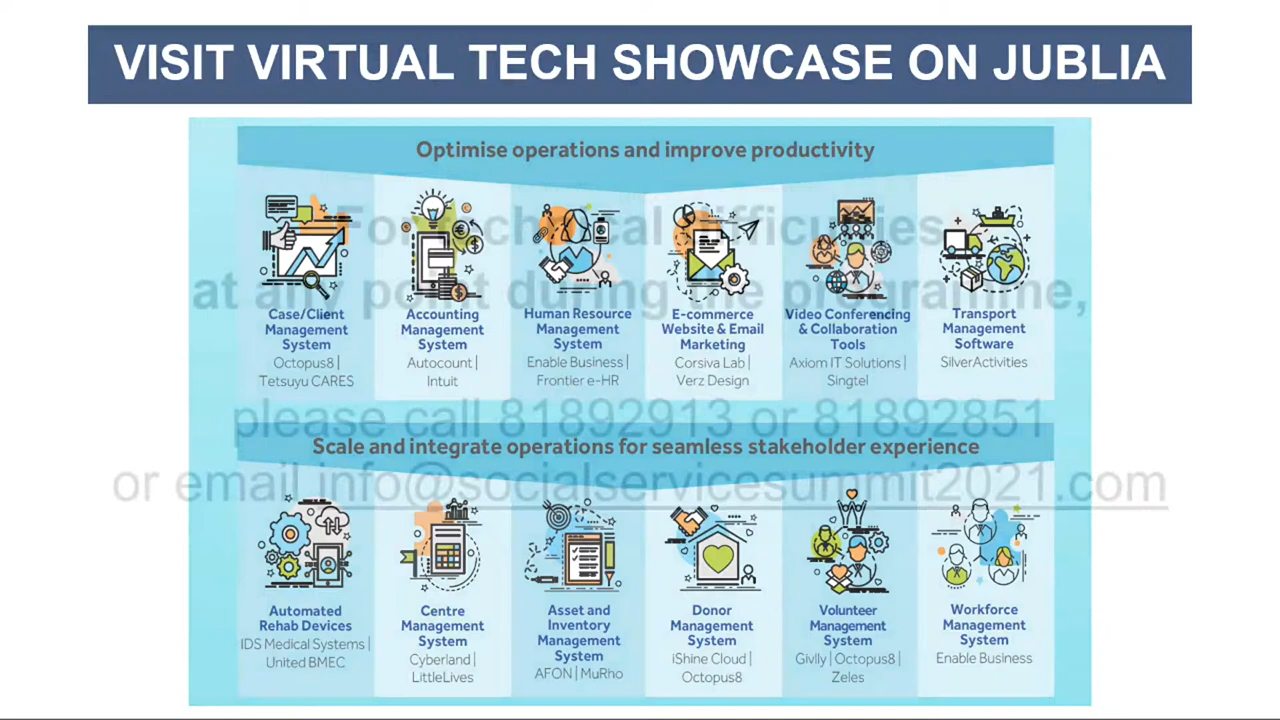 VISIT VIRTUAL TECH SHOWCASE ON JUBLIA
Optimise operations and improve productivity
For technical difficulties
at any point during the programme,
Case/Client
Management
System
Octopus8 |
Tetsuyu CARES
Accounting
Management
System
Autocount |
Intuit
Human Resource
Management
System
Enable Business |
Frontier e-HR
E-commerce
Website & Email
Marketing
Corsiva Lab |
Verz Design
Video Conferencing
& Collaboration
Tools
Axiom IT Solutions |
Singtel
Transport
Management
Software
SilverActivities
please call 81892913 or 81892851
Scale and integrate operations for seamless stakeholder experience
or email info@socialservicesummit2021.com
Automated
Rehab Devices
IDS Medical Systems |
United BMEC
Centre
Management
System
Cyberland |
LittleLives
Asset and
Inventory
Management
System
AFON | MuRho
Donor
Management
System
iShine Cloud |
Octopus8
Volunteer
Management
System
Givlly | Octopus8 |
Zeles
Workforce
Management
System
Enable Business